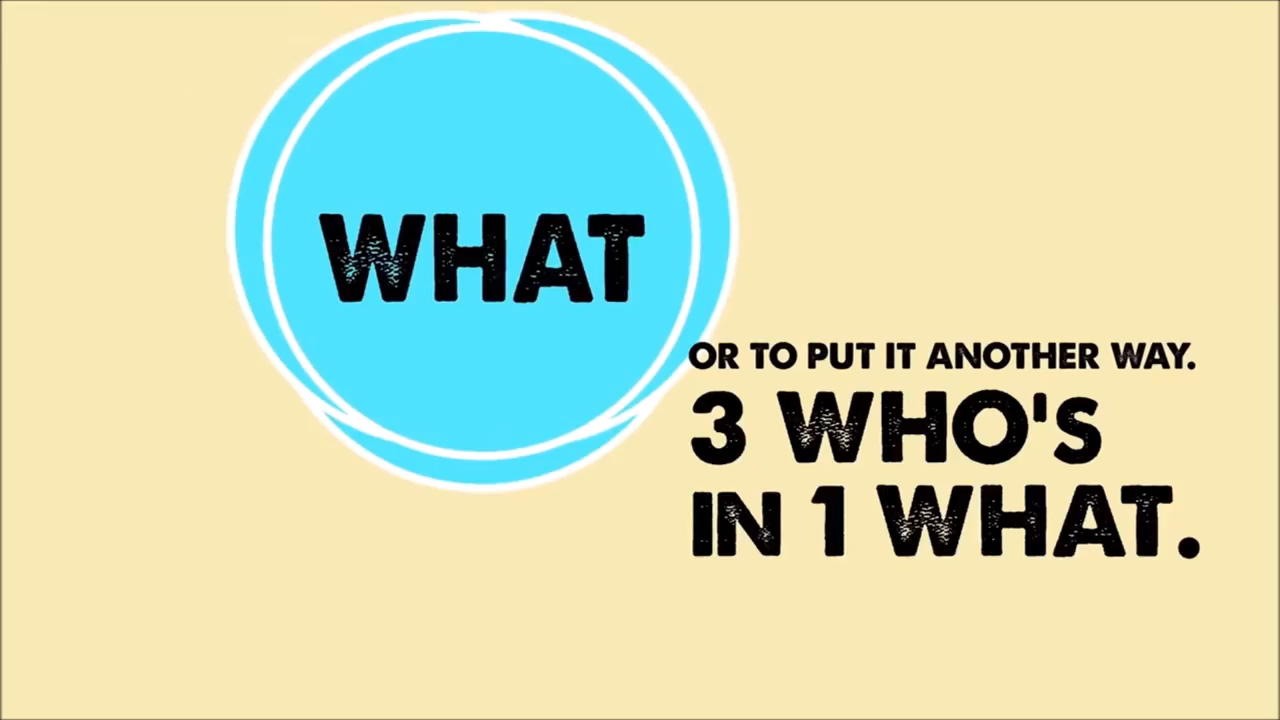 WHAT
OR TO PUT IT ANOTHER WAY.
3 WHO'S
IN 1 WHAT.